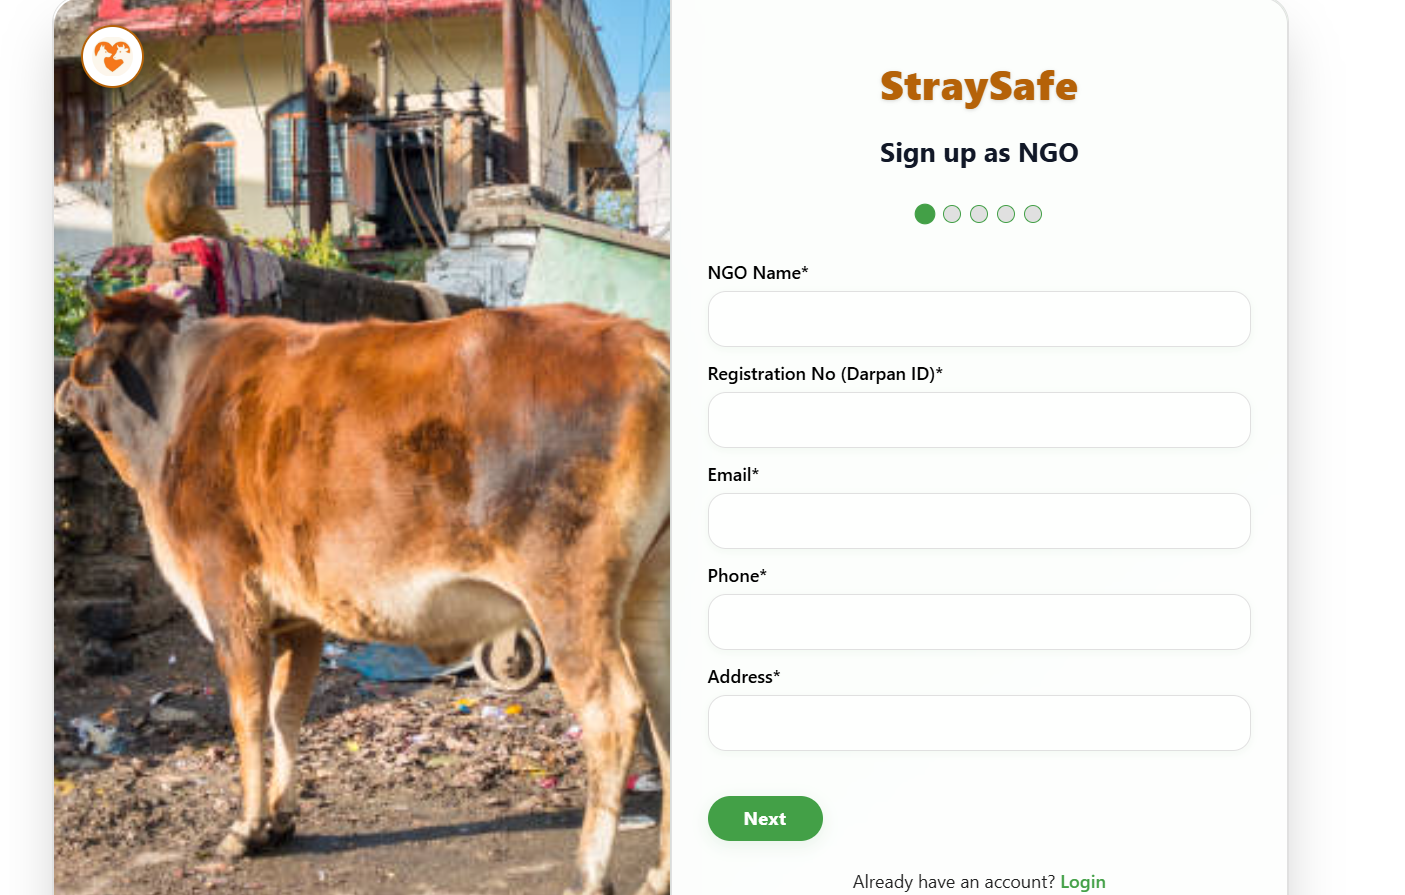 StraySafe
Sign up as NGO
NGO Name*
Registration No (Darpan ID)*
Email*
Phone*
Address*
Next
Already have an account? Login